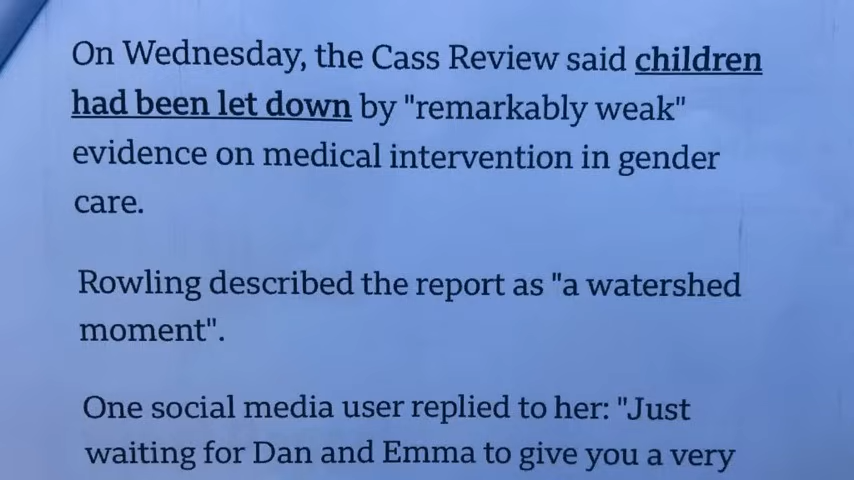 On Wednesday, the Cass Review said children
had been let down by "remarkably weak"
evidence on medical intervention in gender
care.
Rowling described the report as "a watershed
moment".
One social media user replied to her: "Just
waiting for Dan and Emma to give you a very